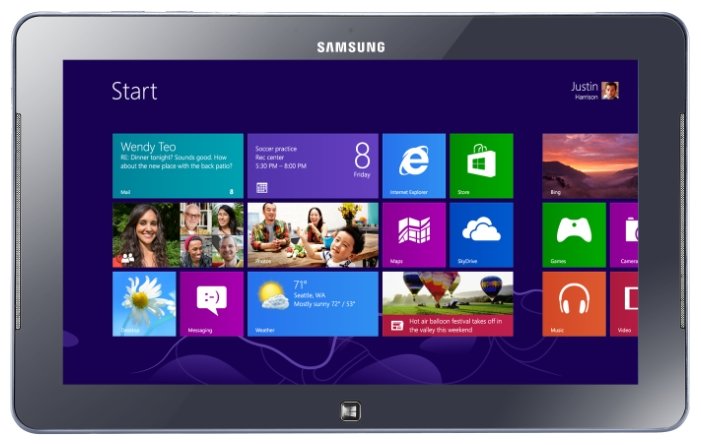 SAMSUNG
Start
Justin
Harrison
Wendy Teo
RE: Dinner tonight? Sounds good. How
about the new place with the back patio?
Mail
8
Soccer practice
Rec center
5:30 PM – 8:00 PM
8
Friday
Internet Explorer
Store
Bing
Photos
Maps
SkyDrive
Games
Camera
Desktop
:-)
Messaging
71°
Seattle, WA
Mostly sunny 72° / 53°
Weather
Hot air balloon festival takes off in
the valley this weekend
Music
Video